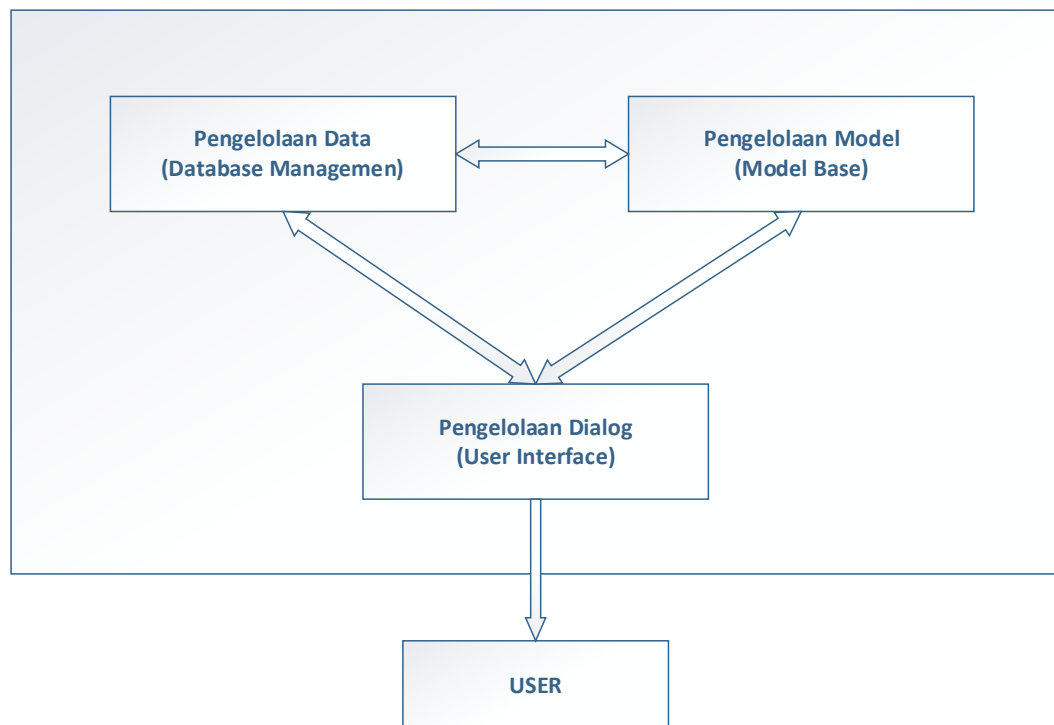 Pengelolaan Data
(Database Managemen)
Pengelolaan Model
(Model Base)
Pengelolaan Dialog
(User Interface)
USER